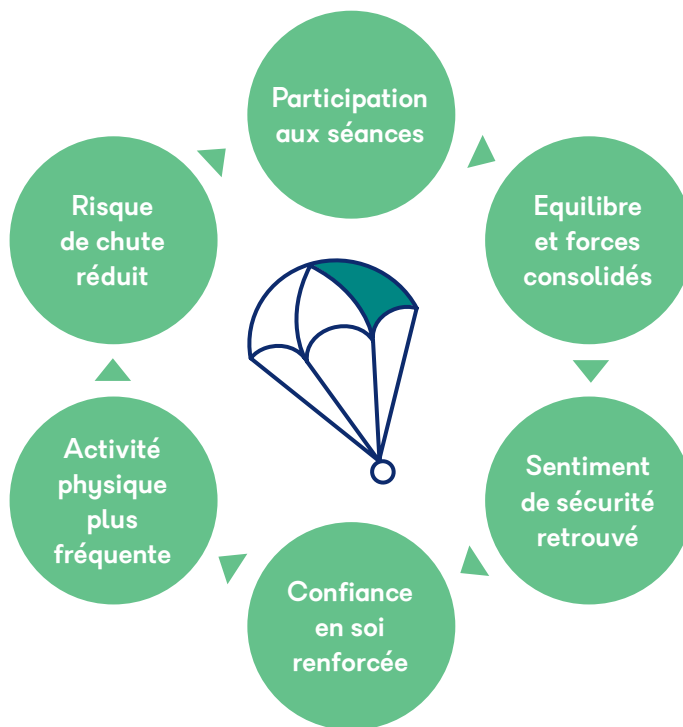 Participation
aux séances
Equilibre
et forces
consolidés
Sentiment
de sécurité
retrouvé
Confiance
en soi
renforcée
Activité
physique
plus
fréquente
Risque
de chute
réduit